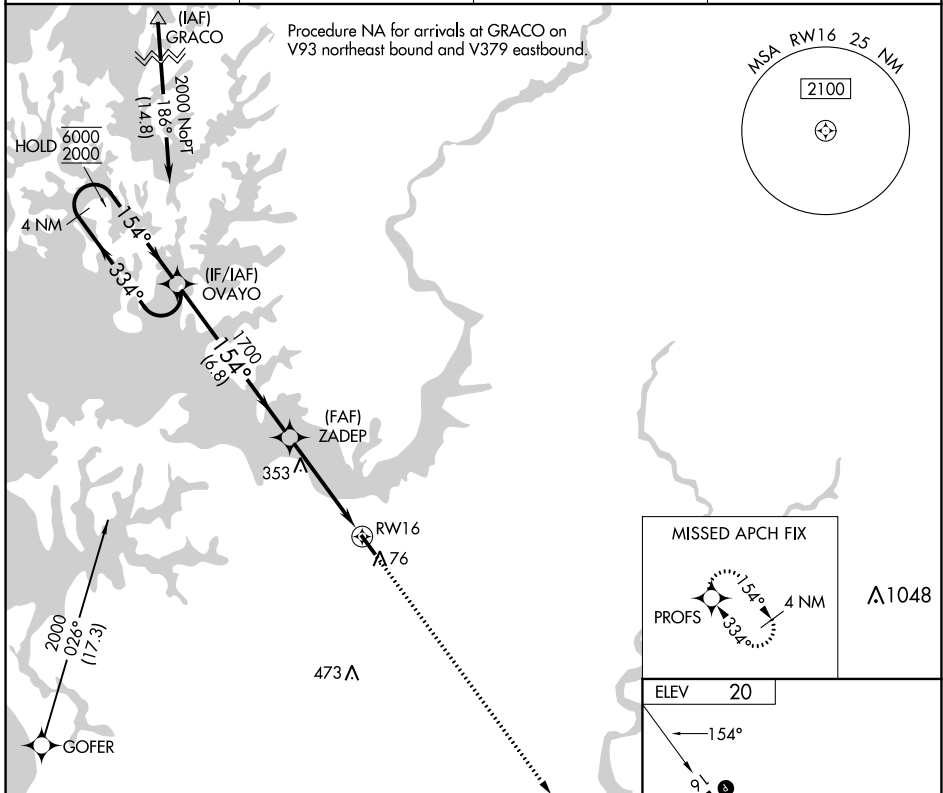 (IAF)
GRACO
Procedure NA for arrivals at GRACO on
V93 northeast bound and V379 eastbound.
MSA RW16 25 NM
2100
2000 NoPT
186°
(14.8)
HOLD
6000
2000
4 NM
154°
334°
(IF/IAF)
OVAYO
1700
154°
(6.8)
(FAF)
ZADEP
353
RW16
76
2000
026°
(17.3)
GOFER
473
MISSED APCH FIX
PROFS
154°
334°
4 NM
1048
ELEV 20
154°
16
P